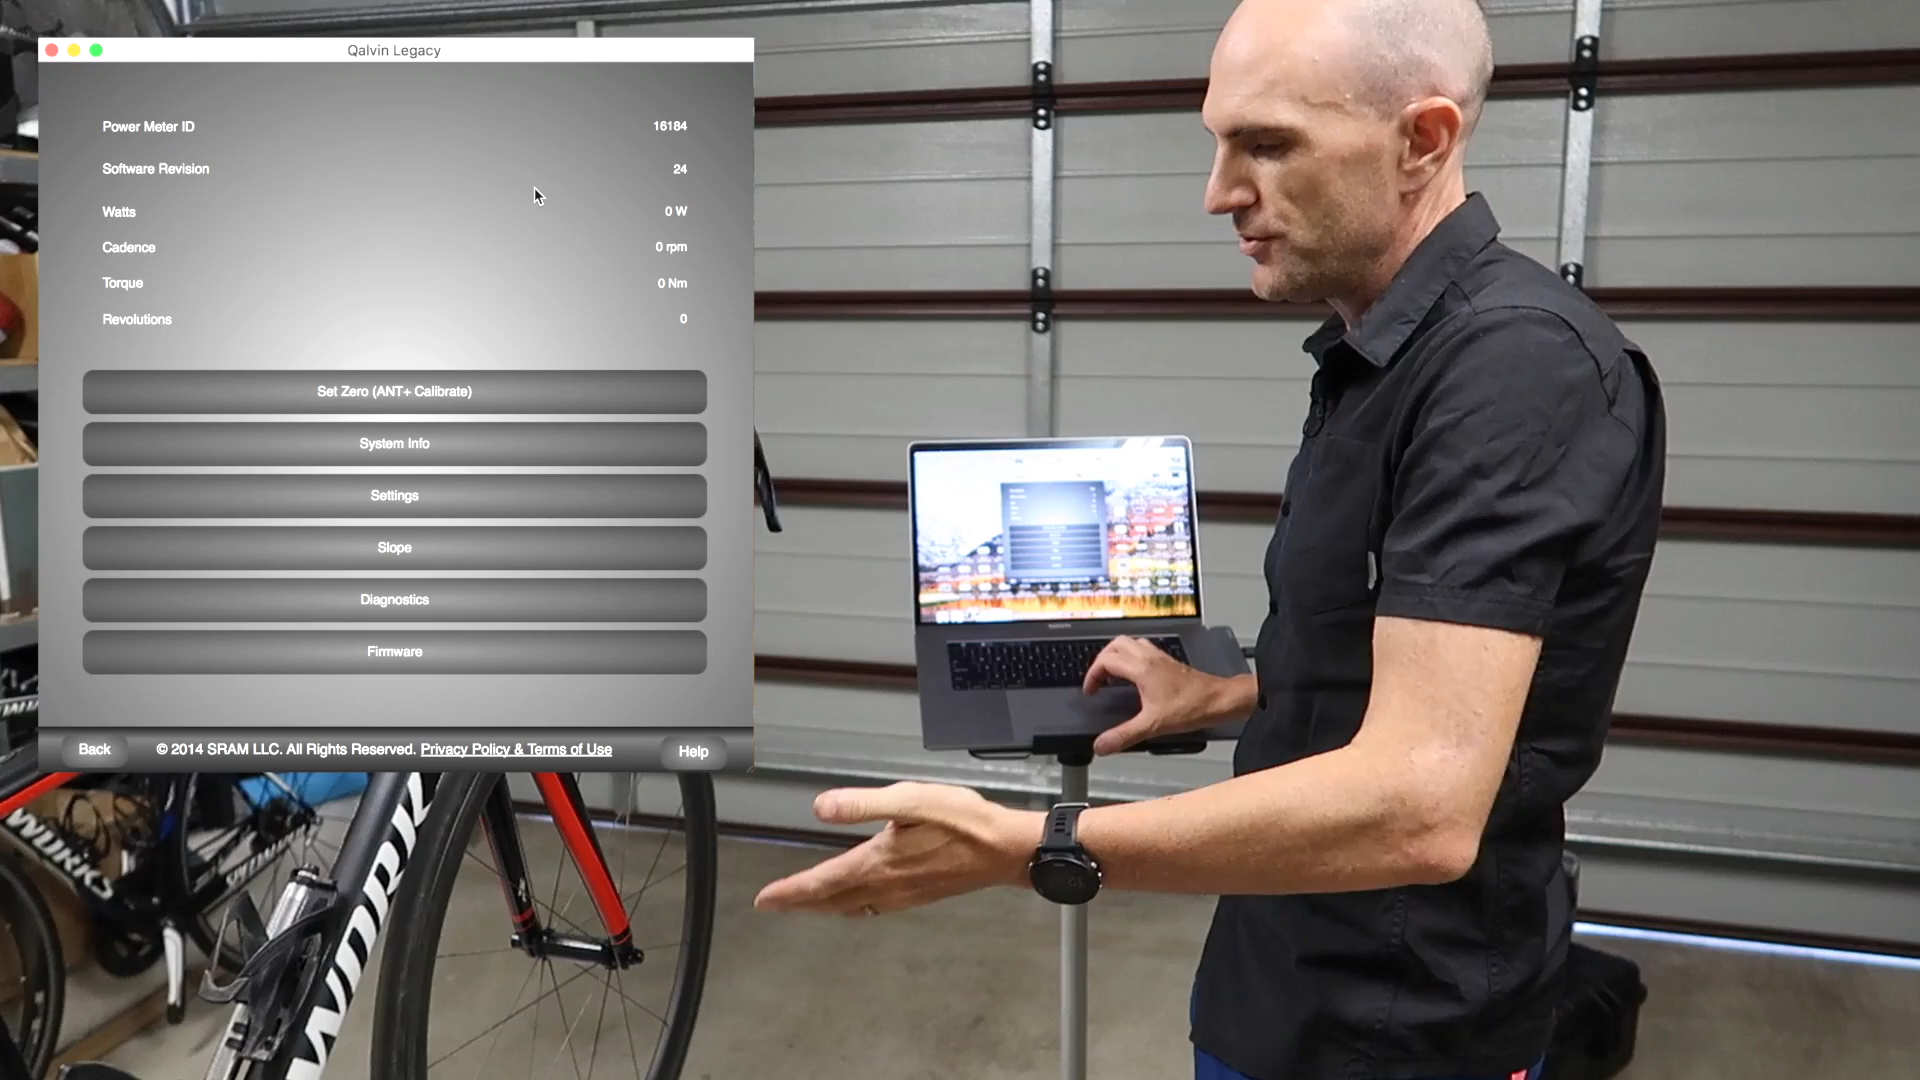 Qalvin Legacy
Power Meter ID 16184
Software Revision 24
Watts 0 W
Cadence 0 rpm
Torque 0 Nm
Revolutions 0
Set Zero (ANT+ Calibrate)
System Info
Settings
Slope
Diagnostics
Firmware
Back © 2014 SRAM LLC. All Rights Reserved. Privacy Policy & Terms of Use Help
WORKS
WORK